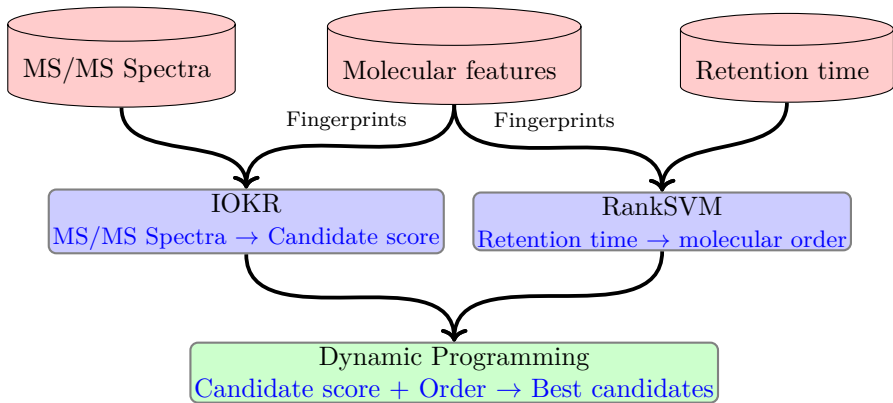 MS/MS Spectra
Molecular features
Retention time
Fingerprints
Fingerprints
IOKR
MS/MS Spectra → Candidate score
RankSVM
Retention time → molecular order
Dynamic Programming
Candidate score + Order → Best candidates